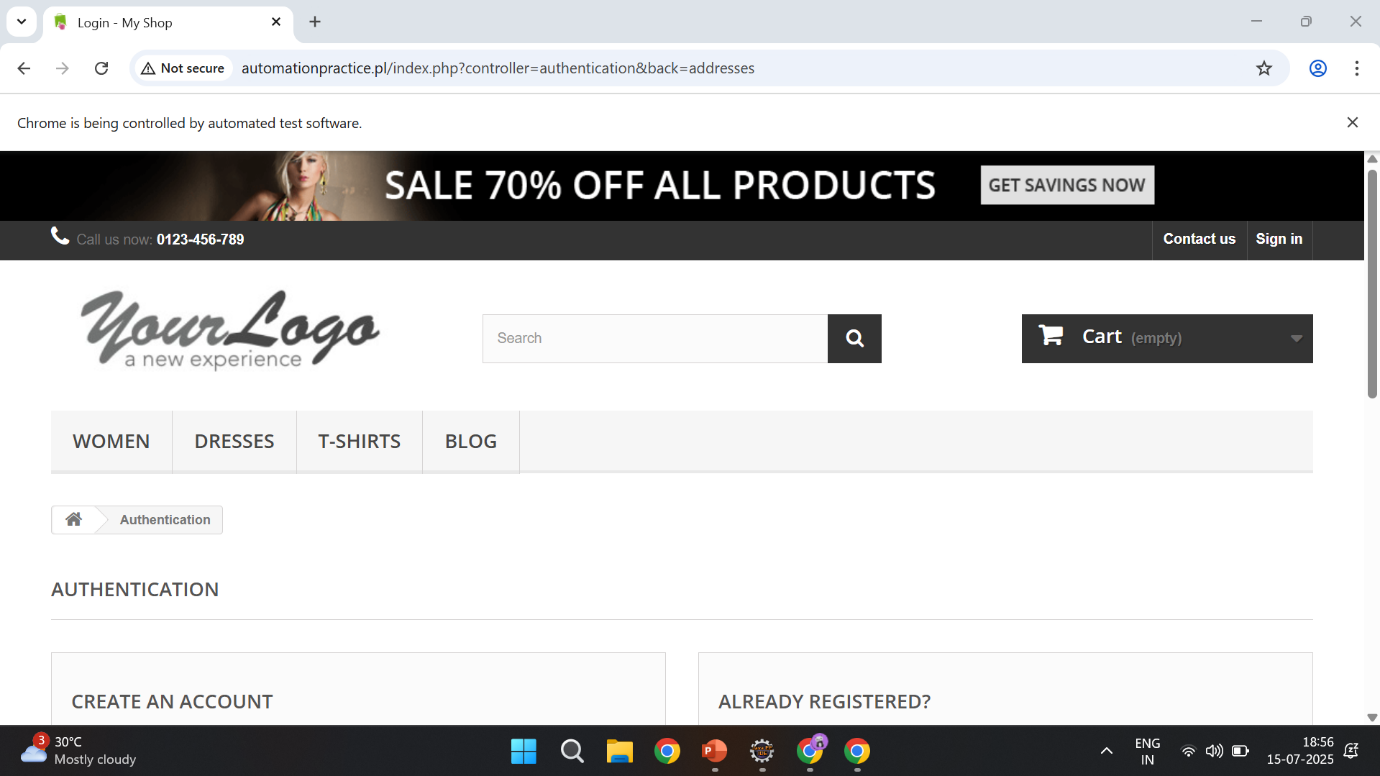 Login - My Shop
Not secure
automationpractice.pl/index.php?controller=authentication&back=addresses
Chrome is being controlled by automated test software.
SALE 70% OFF ALL PRODUCTS
GET SAVINGS NOW
Call us now: 0123-456-789
Contact us
Sign in
YourLogo
a new experience
Search
Cart (empty)
WOMEN
DRESSES
T-SHIRTS
BLOG
Authentication
AUTHENTICATION
CREATE AN ACCOUNT
ALREADY REGISTERED?
3
30°C
Mostly cloudy
P
ENG
IN
18:56
15-07-2025